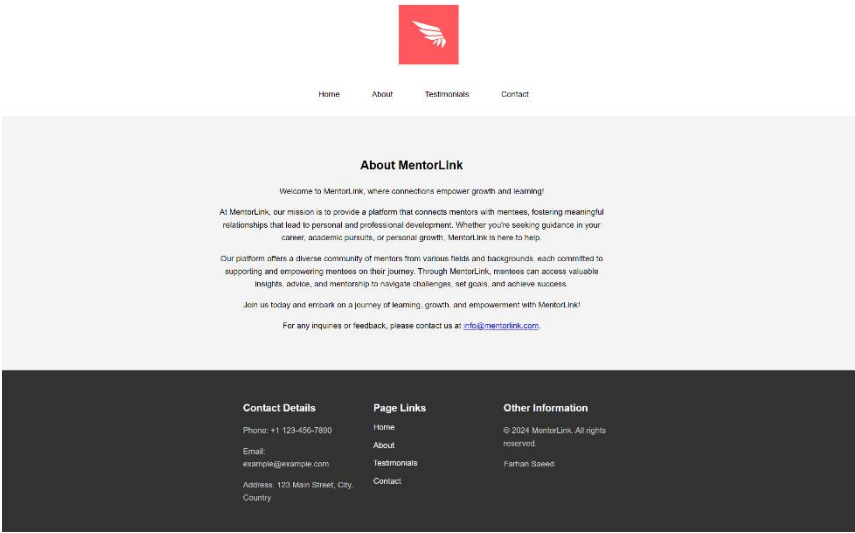 Home About Testimonials Contact
About MentorLink
Welcome to MentorLink, where connections empower growth and learning!
At MentorLink, our mission is to provide a platform that connects mentors with mentees, fostering meaningful
relationships that lead to personal and professional development. Whether you're seeking guidance in your
career, academic pursuits, or personal growth, MentorLink is here to help.
Our platform offers a diverse community of mentors from various fields and backgrounds, each committed to
supporting and empowering mentees on their journey. Through MentorLink, mentees can access valuable
insights, advice, and mentorship to navigate challenges, set goals, and achieve success.
Join us today and embark on a journey of learning, growth, and empowerment with MentorLink!
For any inquiries or feedback, please contact us at info@mentorlink.com.
Contact Details
Phone: +1 123-456-7890
Email:
example@example.com
Address: 123 Main Street, City,
Country
Page Links
Home
About
Testimonials
Contact
Other Information
© 2024 MentorLink. All rights
reserved.
Farhan Saeed